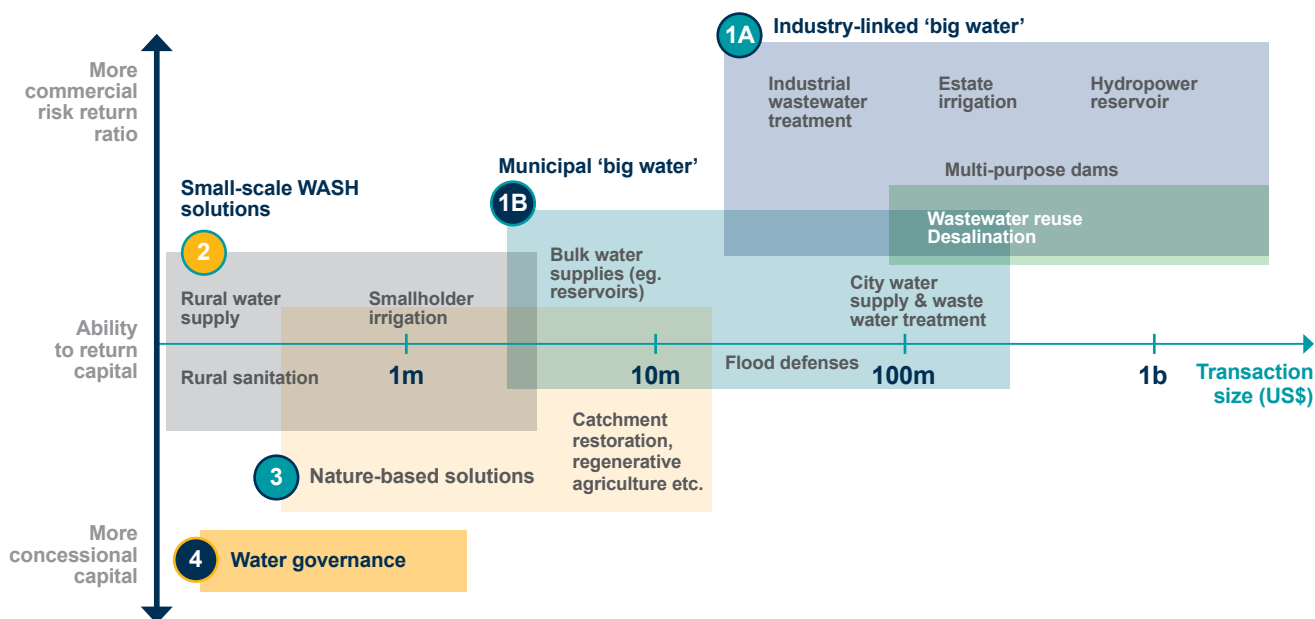 1A
Industry-linked ‘big water’
More
commercial
risk return
ratio
Industrial
wastewater
treatment
Estate
irrigation
Hydropower
reservoir
Municipal ‘big water’
Multi-purpose dams
Small-scale WASH
solutions
1B
Wastewater reuse
Desalination
2
Bulk water
supplies (eg.
reservoirs)
City water
supply & waste
water treatment
Rural water
supply
Smallholder
irrigation
Ability
to return
capital
Rural sanitation
1m
10m
Flood defenses
100m
1b
Transaction
size (US$)
Catchment
restoration,
regenerative
agriculture etc.
3
Nature-based solutions
More
concessional
capital
4
Water governance